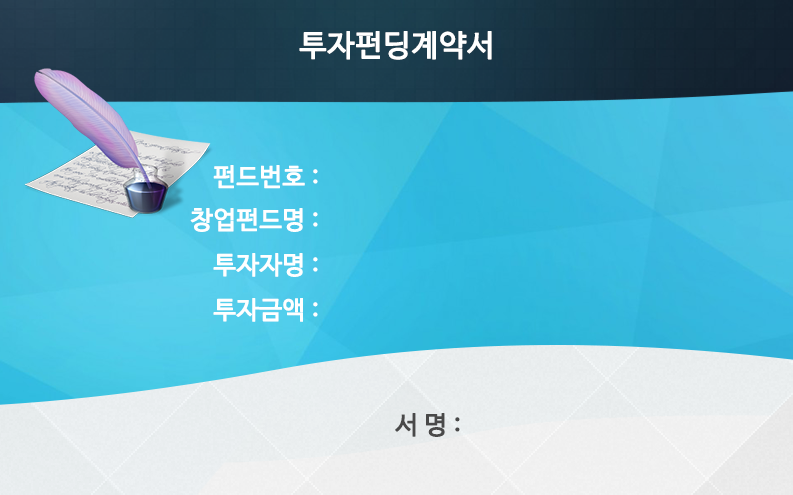 투자펀딩계약서
펀드번호 :
창업펀드명 :
투자자명 :
투자금액 :
서 명 :